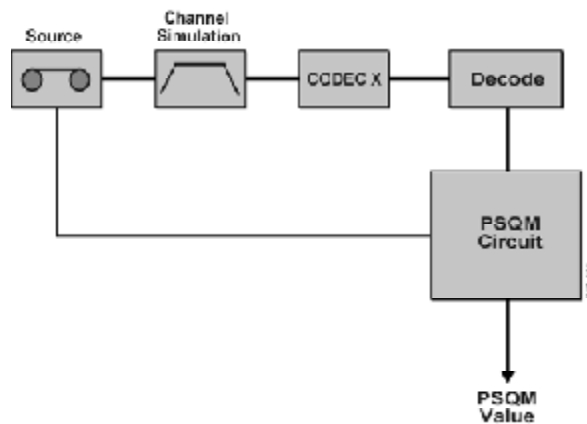 Source
Channel
Simulation
CODEC X
Decode
PSQM
Circuit
PSQM
Value